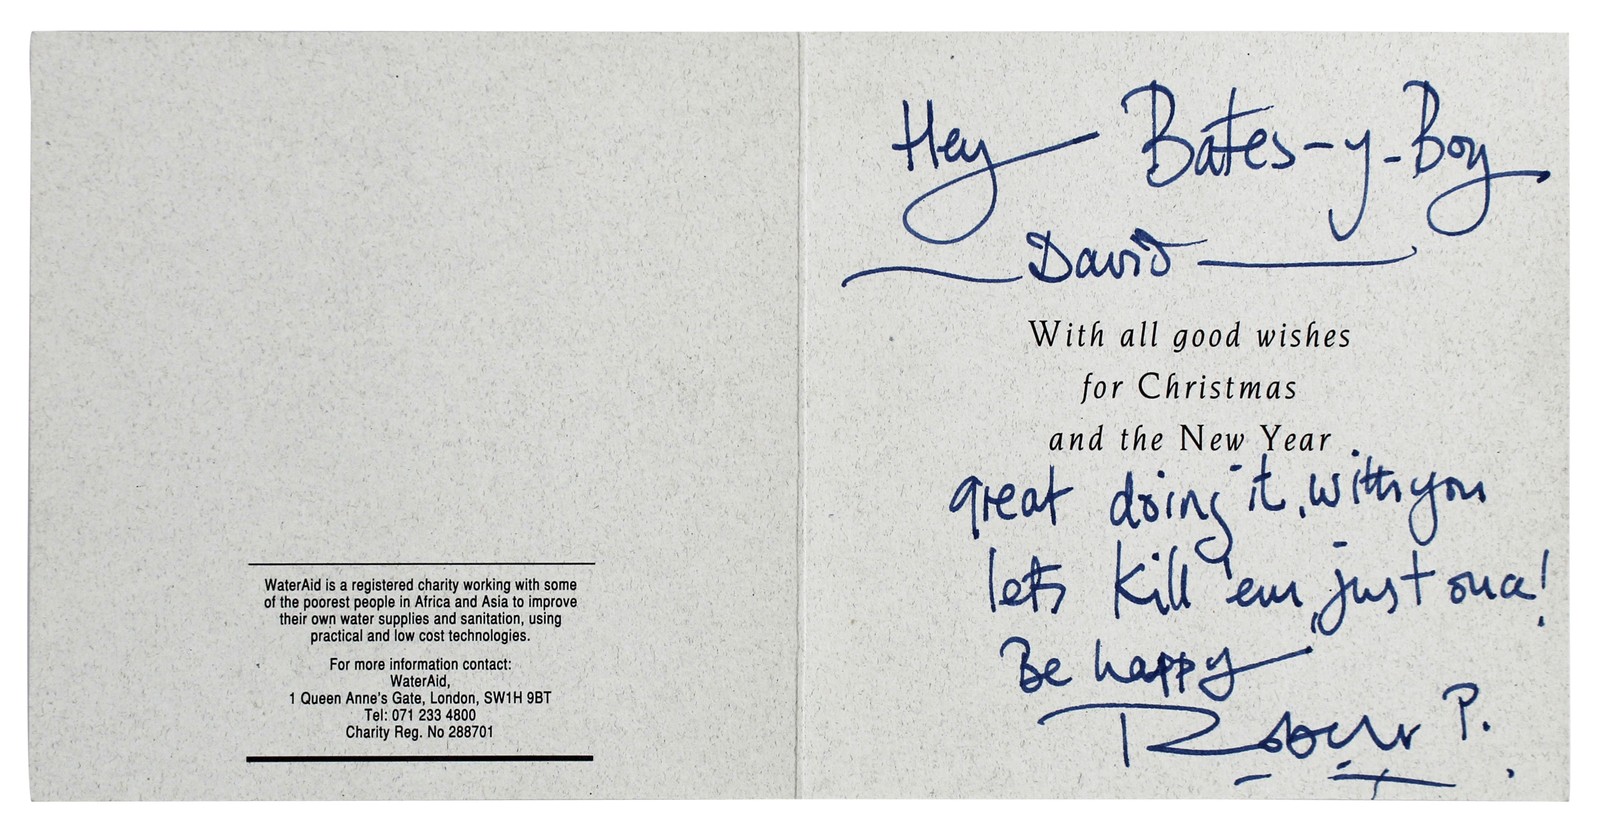 WaterAid is a registered charity working with some
of the poorest people in Africa and Asia to improve
their own water supplies and sanitation, using
practical and low cost technologies.
For more information contact:
WaterAid,
1 Queen Anne's Gate, London, SW1H 9BT
Tel: 071 233 4800
Charity Reg. No 288701
Hey Bates-y-Boy
David
With all good wishes
for Christmas
and the New Year
great doing it, with you
lets Kill 'em, just once!
Be happy
Robert P.